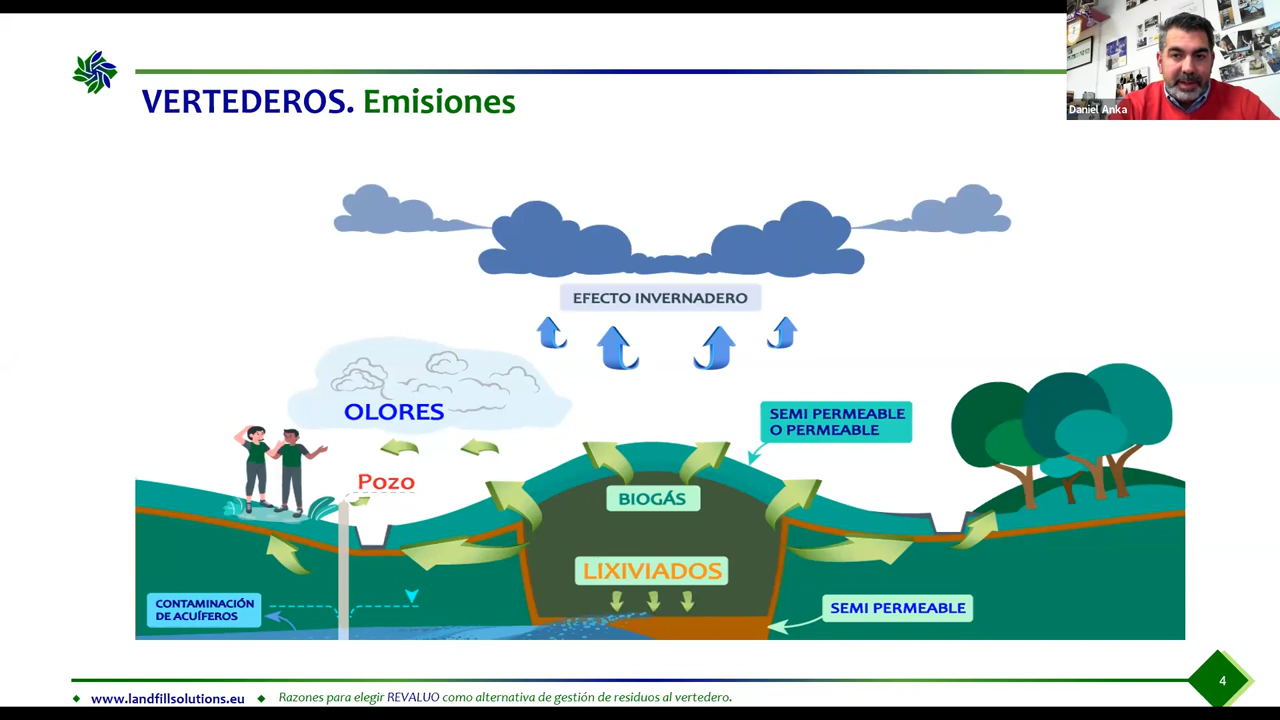 Daniel Anka
VERTEDEROS. Emisiones
EFECTO INVERNADERO
OLORES
SEMI PERMEABLE
O PERMEABLE
Pozo
BIOGÁS
LIXIVIADOS
CONTAMINACIÓN
DE ACUÍFEROS
SEMI PERMEABLE
4
www.landfillsolutions.eu
Razones para elegir REVALUO como alternativa de gestión de residuos al vertedero.